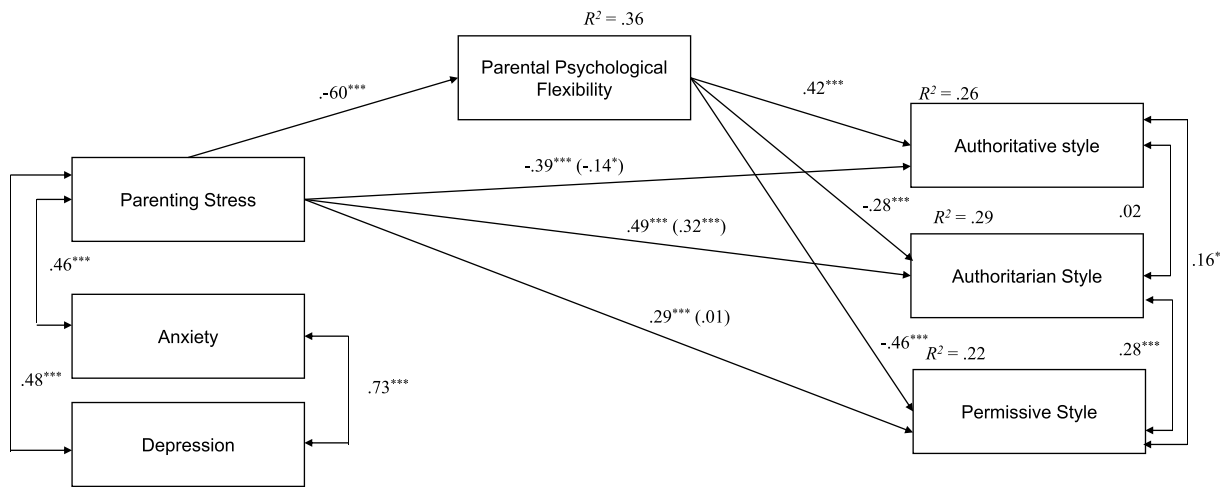 R² = .36
Parental Psychological
Flexibility
.-60***
.42***
R² = .26
Authoritative style
-.39*** (-.14*)
Parenting Stress
-.28***
.02
R² = .29
.49*** (.32***)
.16*
Authoritarian Style
.46***
.29*** (.01)
Anxiety
-.46***
R² = .22
.28***
.48***
.73***
Permissive Style
Depression